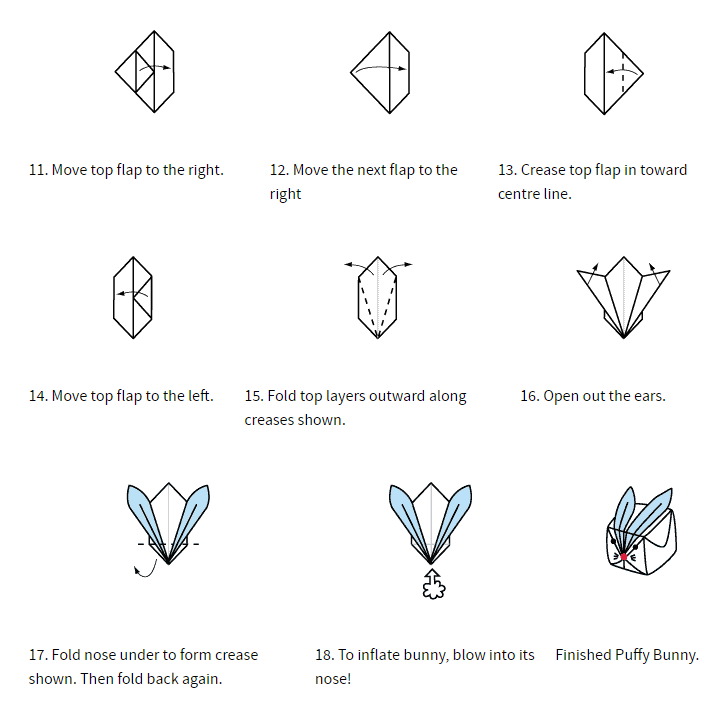 11. Move top flap to the right.
12. Move the next flap to the
right
13. Crease top flap in toward
centre line.
14. Move top flap to the left.
15. Fold top layers outward along
creases shown.
16. Open out the ears.
17. Fold nose under to form crease
shown. Then fold back again.
18. To inflate bunny, blow into its
nose!
Finished Puffy Bunny.